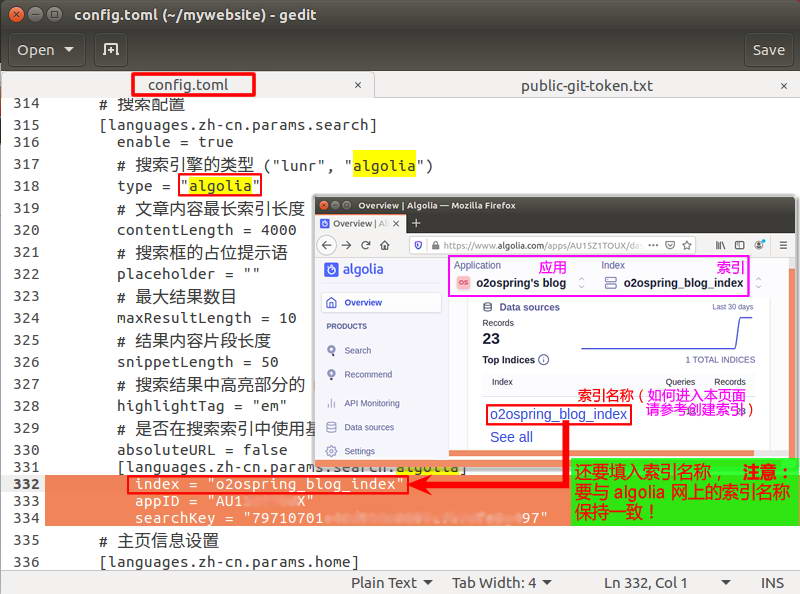 config.toml (~/mywebsite) - gedit
Open
Save
config.toml ×
public-git-token.txt ×
314 # 搜索配置
315 [languages.zh-cn.params.search]
316 enable = true
317 # 搜索引擎的类型 ("lunr", "algolia")
318 type = "algolia"
319 # 文章内容最长索引长度
320 contentLength = 4000
321 # 搜索框的占位提示语
322 placeholder = ""
323 # 最大结果数目
324 maxResultLength = 10
325 # 结果内容片段长度
326 snippetLength = 50
327 # 搜索结果中高亮部分的
328 highlightTag = "em"
329 # 是否在搜索索引中使用基
330 absoluteURL = false
331 [languages.zh-cn.params.search.algolia]
332 index = "o2ospring_blog_index"
333 appID = "AU1 X"
334 searchKey = "79710701 97"
335 # 主页信息设置
336 [languages.zh-cn.params.home]
Overview | Algolia — Mozilla Firefox
Overview | Al ×
https://www.algolia.com/apps/AU15Z1TOUX/da
algolia
Overview
PRODUCTS
Search
Recommend
API Monitoring
Data sources
Settings
Application 应用 Index 索引
OS o2ospring's blog o2ospring_blog_index
Data sources Last 30 days
Records
23
Top Indices 1 TOTAL INDICES
Index Queries Records
索引名称(如何进入本页面
请参考创建索引)
o2ospring_blog_index
See all
还要填入索引名称, 注意:
要与 algolia 网上的索引名称
保持一致!
Plain Text Tab Width: 4 Ln 332, Col 1 INS